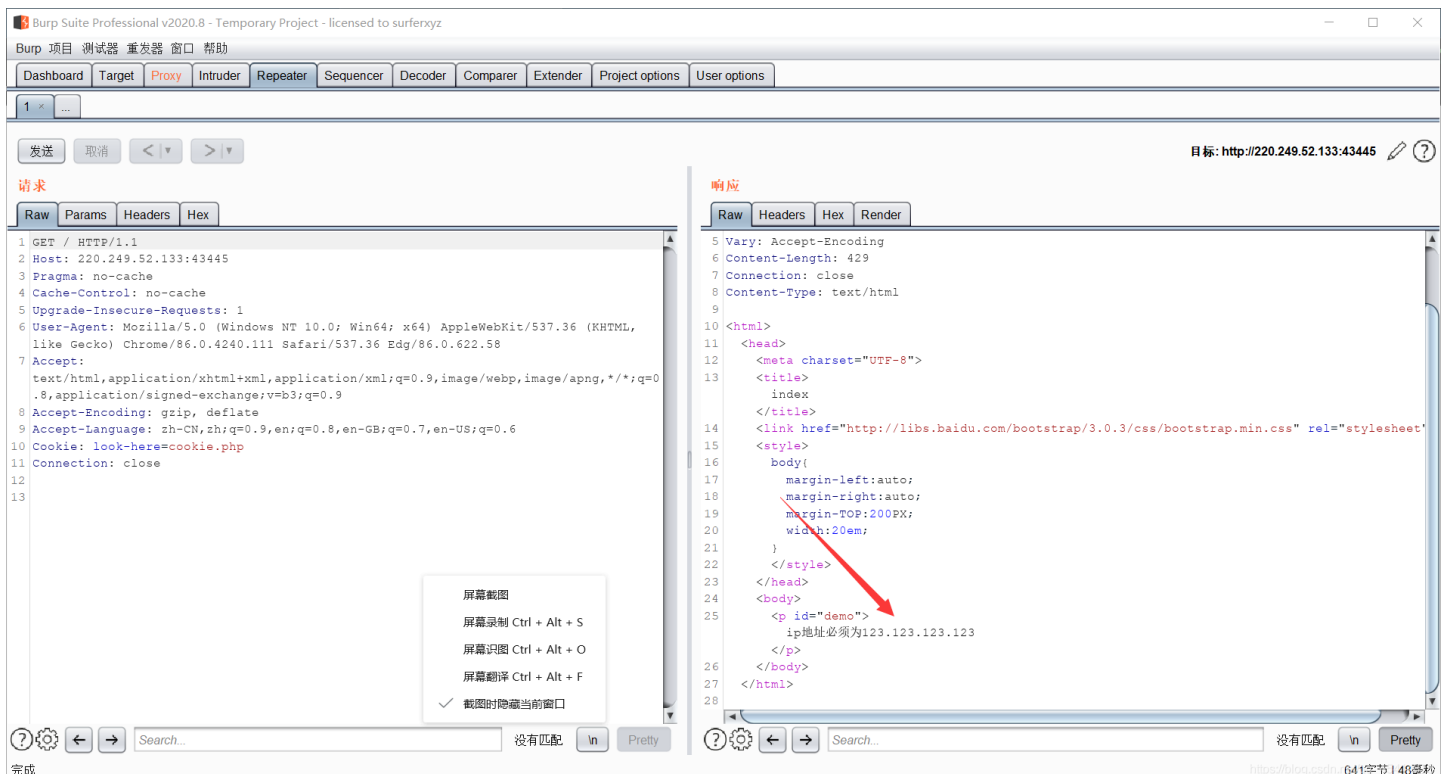 Burp Suite Professional v2020.8 - Temporary Project - licensed to surferxyz
Burp 项目 测试器 重发器 窗口 帮助
Dashboard Target Proxy Intruder Repeater Sequencer Decoder Comparer Extender Project options User options
1 × ...
发送 取消 < ▼ > ▼
目标: http://220.249.52.133:43445
请求
Raw Params Headers Hex
1 GET / HTTP/1.1
2 Host: 220.249.52.133:43445
3 Pragma: no-cache
4 Cache-Control: no-cache
5 Upgrade-Insecure-Requests: 1
6 User-Agent: Mozilla/5.0 (Windows NT 10.0; Win64; x64) AppleWebKit/537.36 (KHTML,
like Gecko) Chrome/86.0.4240.111 Safari/537.36 Edg/86.0.622.58
7 Accept:
text/html,application/xhtml+xml,application/xml;q=0.9,image/webp,image/apng,*/*;q=0
.8,application/signed-exchange;v=b3;q=0.9
8 Accept-Encoding: gzip, deflate
9 Accept-Language: zh-CN,zh;q=0.9,en;q=0.8,en-GB;q=0.7,en-US;q=0.6
10 Cookie: look-here=cookie.php
11 Connection: close
12
13
屏幕截图
屏幕录制 Ctrl + Alt + S
屏幕识图 Ctrl + Alt + O
屏幕翻译 Ctrl + Alt + F
截图时隐藏当前窗口
Search...
没有匹配
\n
Pretty
响应
Raw Headers Hex Render
5 Vary: Accept-Encoding
6 Content-Length: 429
7 Connection: close
8 Content-Type: text/html
9
10 <html>
11 <head>
12 <meta charset="UTF-8">
13 <title>
index
</title>
14 <link href="http://libs.baidu.com/bootstrap/3.0.3/css/bootstrap.min.css" rel="stylesheet"
15 <style>
16 body{
17 margin-left:auto;
18 margin-right:auto;
19 margin-TOP:200PX;
20 width:20em;
21 }
22 </style>
23 </head>
24 <body>
25 <p id="demo">
ip地址必须为123.123.123.123
</p>
26 </body>
27 </html>
28
Search...
没有匹配
\n
Pretty
完成
641字节 | 48毫秒